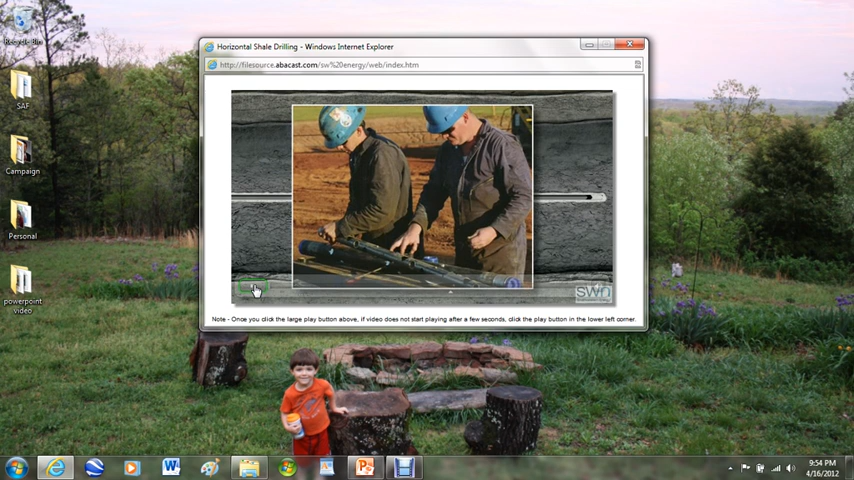 Horizontal Shale Drilling - Windows Internet Explorer
http://filesource.abacast.com/sw%20energy/web/index.htm
Recycle Bin
SAF
Campaign
Personal
powerpoint
video
swn
Note - Once you click the large play button above, if video does not start playing after a few seconds, click the play button in the lower left corner.
9:54 PM
4/16/2012